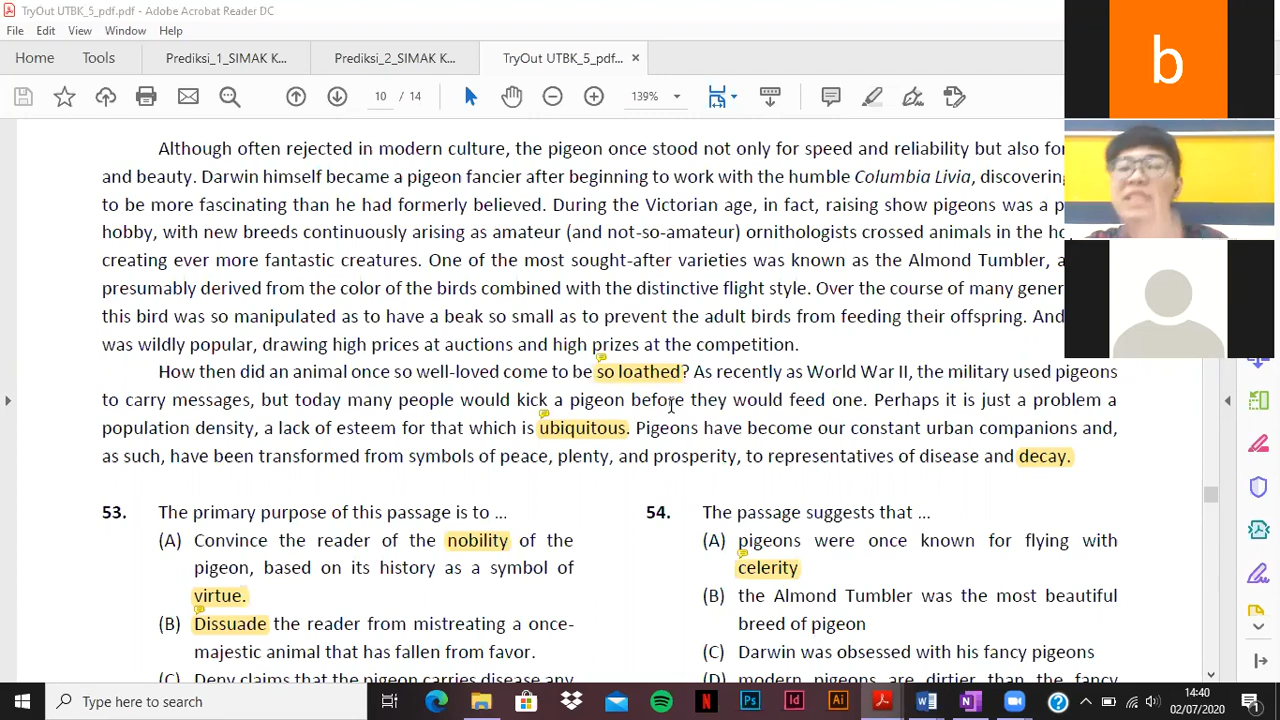 TryOut UTBK_5_pdf.pdf - Adobe Acrobat Reader DC
File Edit View Window Help
Home Tools Prediksi_1_SIMAK K... Prediksi_2_SIMAK K... TryOut UTBK_5_pdf... ×
10 / 14 139%
b
Although often rejected in modern culture, the pigeon once stood not only for speed and reliability but also for
and beauty. Darwin himself became a pigeon fancier after beginning to work with the humble Columbia Livia, discovering
to be more fascinating than he had formerly believed. During the Victorian age, in fact, raising show pigeons was a p
hobby, with new breeds continuously arising as amateur (and not-so-amateur) ornithologists crossed animals in the ho
creating ever more fantastic creatures. One of the most sought-after varieties was known as the Almond Tumbler, a
presumably derived from the color of the birds combined with the distinctive flight style. Over the course of many gener
this bird was so manipulated as to have a beak so small as to prevent the adult birds from feeding their offspring. And
was wildly popular, drawing high prices at auctions and high prizes at the competition.
How then did an animal once so well-loved come to be so loathed? As recently as World War II, the military used pigeons
to carry messages, but today many people would kick a pigeon before they would feed one. Perhaps it is just a problem a
population density, a lack of esteem for that which is ubiquitous. Pigeons have become our constant urban companions and,
as such, have been transformed from symbols of peace, plenty, and prosperity, to representatives of disease and decay.
53. The primary purpose of this passage is to ...
(A) Convince the reader of the nobility of the
pigeon, based on its history as a symbol of
virtue.
(B) Dissuade the reader from mistreating a once-
majestic animal that has fallen from favor.
(C) Deny claims that the pigeon carries disease any
54. The passage suggests that ...
(A) pigeons were once known for flying with
celerity
(B) the Almond Tumbler was the most beautiful
breed of pigeon
(C) Darwin was obsessed with his fancy pigeons
(D) modern pigeons are dirtier than the fancy
Type here to search
14:40
02/07/2020